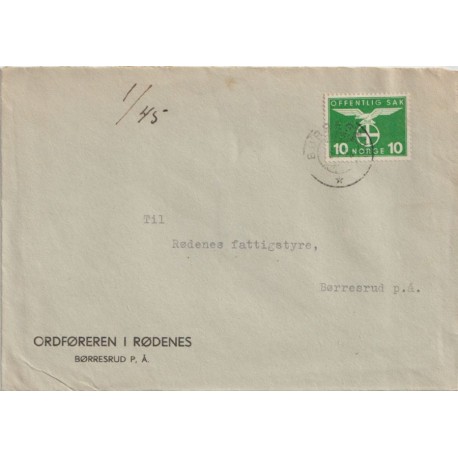 1/45
OFFENTLIG SAK
10 NORGE 10
Til
Rødenes fattigstyre,
Børresrud p.å.
ORDFØREREN I RØDENES
BØRRESRUD P. Å.